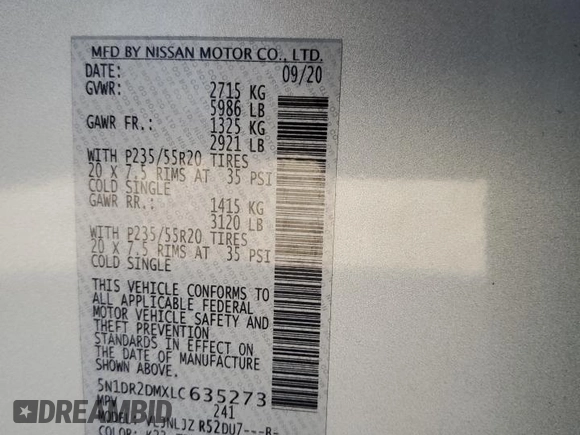 MFD BY NISSAN MOTOR CO., LTD.
DATE: 09/20
GVWR: 2715 KG
5986 LB
GAWR FR.: 1325 KG
2921 LB
WITH P235/55R20 TIRES
20 X 7.5 RIMS AT 35 PSI
COLD SINGLE
GAWR RR.: 1415 KG
3120 LB
WITH P235/55R20 TIRES
20 X 7.5 RIMS AT 35 PSI
COLD SINGLE
THIS VEHICLE CONFORMS TO
ALL APPLICABLE FEDERAL
MOTOR VEHICLE SAFETY AND
THEFT PREVENTION
STANDARDS IN EFFECT ON
THE DATE OF MANUFACTURE
SHOWN ABOVE.
5N1DR2DMXLC635273
MPV 241
MODEL: R52DU7---R-
COLOR: K23
DREAMBID